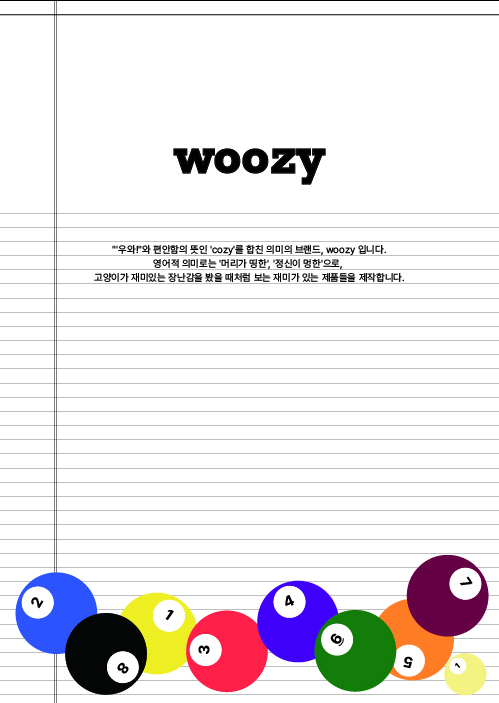 woozy
"'우와!'와 편안함의 뜻인 'cozy'를 합친 의미의 브랜드, woozy 입니다.
영어적 의미로는 '머리가 띵한', '정신이 멍한'으로,
고양이가 재미있는 장난감을 봤을 때처럼 보는 재미가 있는 제품들을 제작합니다.
2
8
1
3
4
6
5
7
1